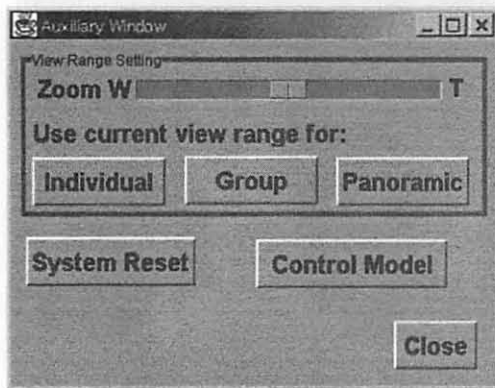 Auxiliary Window
View Range Setting
Zoom W T
Use current view range for:
Individual Group Panoramic
System Reset Control Model
Close